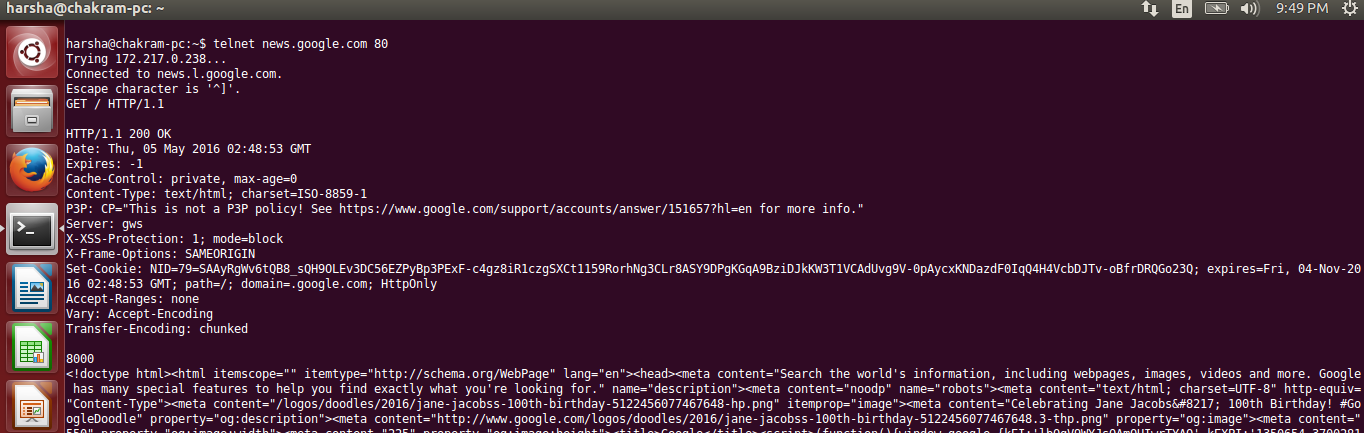 harsha@chakram-pc: ~
En
9:49 PM
harsha@chakram-pc:~$ telnet news.google.com 80
Trying 172.217.0.238...
Connected to news.l.google.com.
Escape character is '^]'.
GET / HTTP/1.1
HTTP/1.1 200 OK
Date: Thu, 05 May 2016 02:48:53 GMT
Expires: -1
Cache-Control: private, max-age=0
Content-Type: text/html; charset=ISO-8859-1
P3P: CP="This is not a P3P policy! See https://www.google.com/support/accounts/answer/151657?hl=en for more info."
Server: gws
X-XSS-Protection: 1; mode=block
X-Frame-Options: SAMEORIGIN
Set-Cookie: NID=79=SAAyRgWv6tQB8_sQH9OLEv3DC56EZPyBp3PExF-c4gz8iR1czgSXCt1159RorhNg3CLr8ASY9DPgKGqA9BziDJkKW3T1VCAdUvg9V-0pAycxKNDazdF0IqQ4H4VcbDJTv-oBfrDRQGo23Q; expires=Fri, 04-Nov-20
16 02:48:53 GMT; path=/; domain=.google.com; HttpOnly
Accept-Ranges: none
Vary: Accept-Encoding
Transfer-Encoding: chunked
8000
<!doctype html><html itemscope="" itemtype="http://schema.org/WebPage" lang="en"><head><meta content="Search the world's information, including webpages, images, videos and more. Google
has many special features to help you find exactly what you're looking for." name="description"><meta content="noodp" name="robots"><meta content="text/html; charset=UTF-8" http-equiv=
"Content-Type"><meta content="/logos/doodles/2016/jane-jacobss-100th-birthday-5122456077467648-hp.png" itemprop="image"><meta content="Celebrating Jane Jacobs&#8217; 100th Birthday! #Go
ogleDoodle" property="og:description"><meta content="http://www.google.com/logos/doodles/2016/jane-jacobss-100th-birthday-5122456077467648.3-thp.png" property="og:image"><meta content="